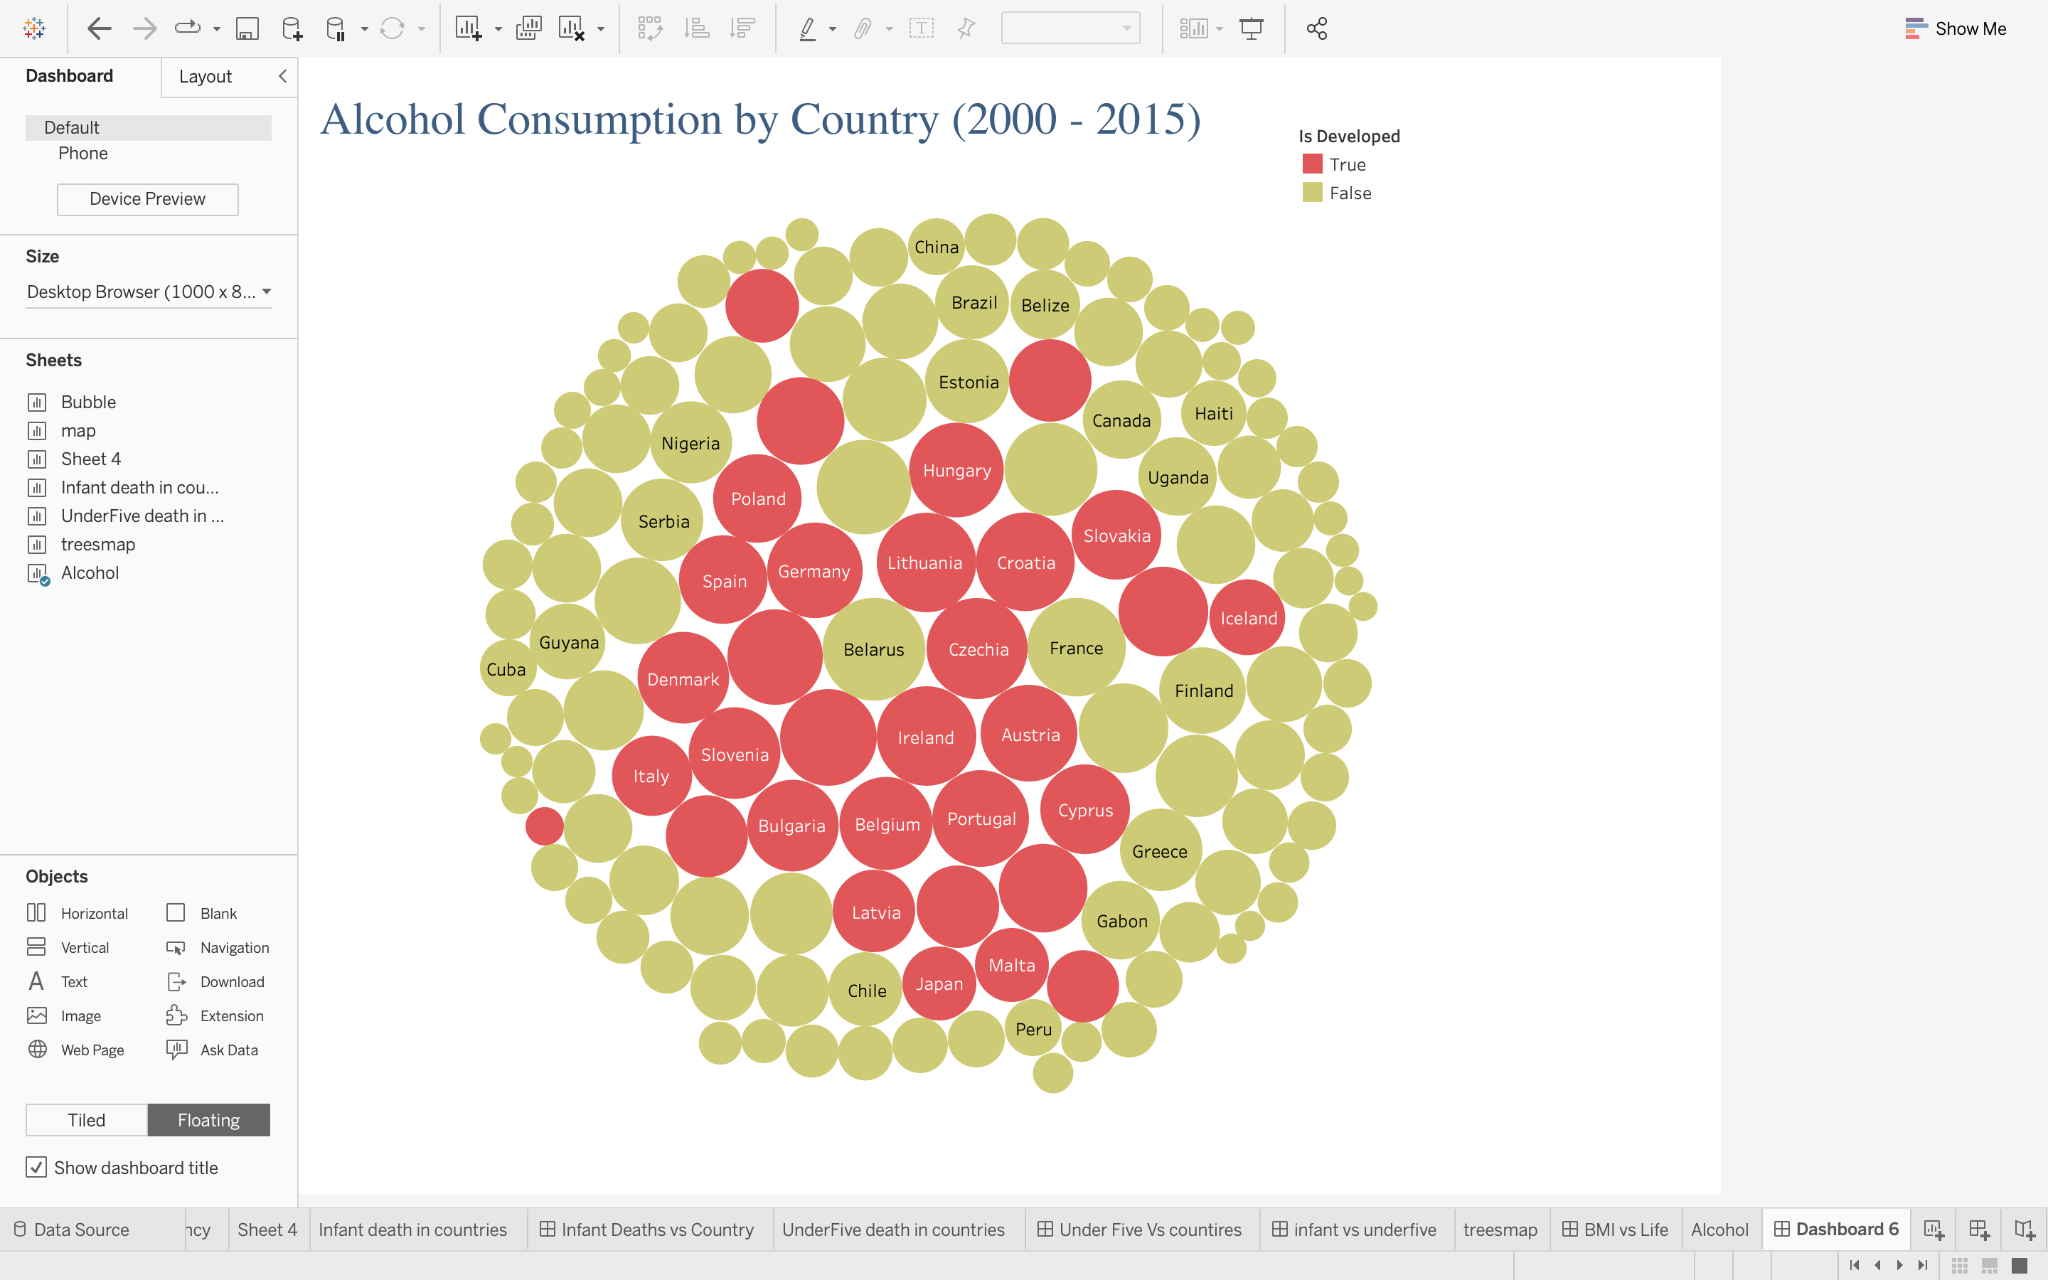 Show Me
Dashboard
Layout
Default
Phone
Device Preview
Size
Desktop Browser (1000 x 8...
Sheets
Bubble
map
Sheet 4
Infant death in cou...
UnderFive death in ...
treesmap
Alcohol
Objects
Horizontal Blank
Vertical Navigation
Text Download
Image Extension
Web Page Ask Data
Tiled Floating
Show dashboard title
Alcohol Consumption by Country (2000 - 2015)
Is Developed
True
False
China
Brazil Belize
Estonia
Canada Haiti
Nigeria
Hungary
Uganda
Poland
Serbia
Slovakia
Spain Germany Lithuania Croatia
Iceland
Guyana
Belarus Czechia France
Cuba
Denmark
Finland
Ireland Austria
Slovenia
Italy
Cyprus
Bulgaria Belgium Portugal
Greece
Latvia
Gabon
Malta
Chile Japan
Peru
Data Source ncy Sheet 4 Infant death in countries Infant Deaths vs Country UnderFive death in countries Under Five Vs countires infant vs underfive treesmap BMI vs Life Alcohol Dashboard 6